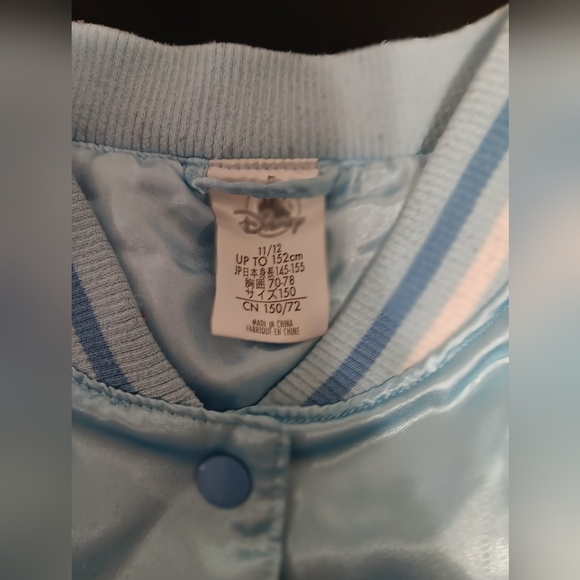 Disney
11/12
UP TO 152cm
JP日本身長145-155
胸囲 70-78
サイズ150
CN 150/72
MADE IN CHINA
FABRIQUÉ EN CHINE